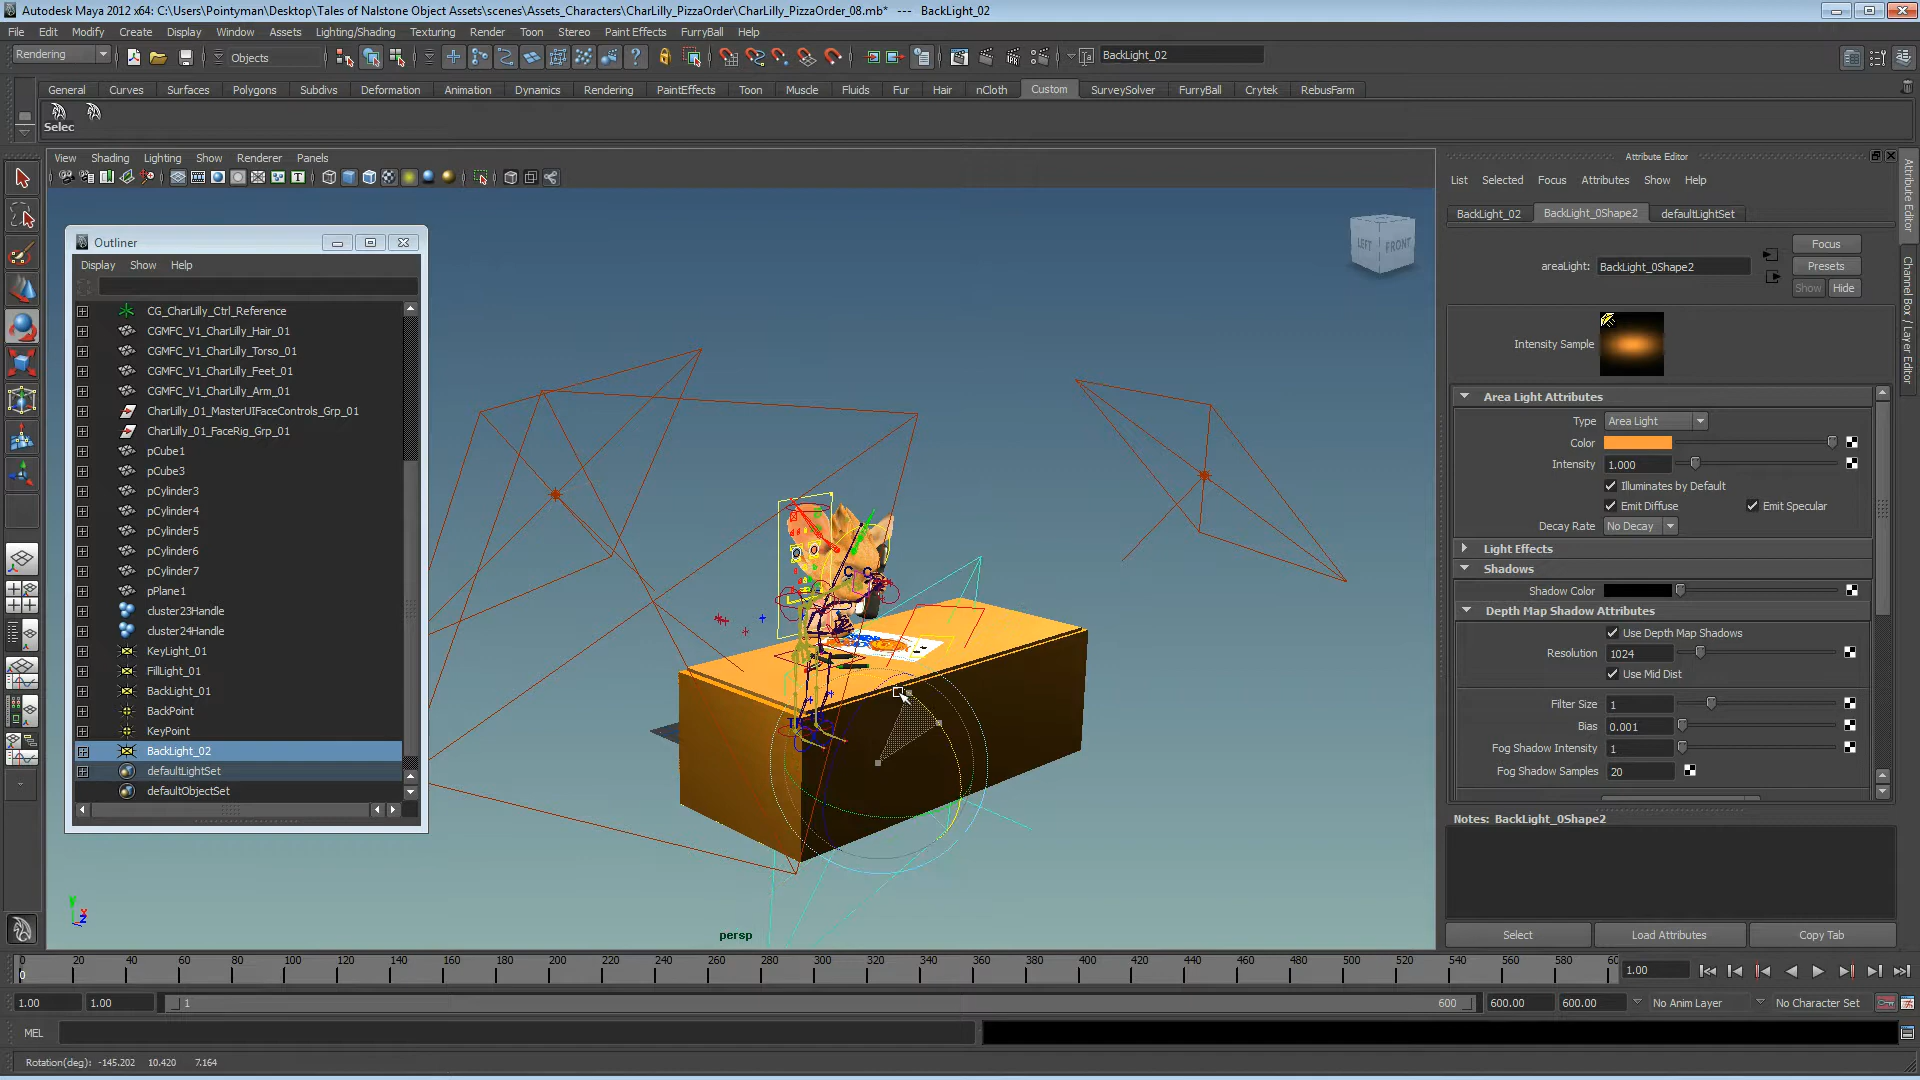 Autodesk Maya 2012 x64: C:\Users\Pointyman\Desktop\Tales of Nalstone Object Assets\scenes\Assets_Characters\CharLilly_PizzaOrder\CharLilly_PizzaOrder_08.mb* --- BackLight_02
File Edit Modify Create Display Window Assets Lighting/Shading Texturing Render Toon Stereo Paint Effects FurryBall Help
Rendering Objects BackLight_02
General Curves Surfaces Polygons Subdivs Deformation Animation Dynamics Rendering PaintEffects Toon Muscle Fluids Fur Hair nCloth Custom SurveySolver FurryBall Crytek RebusFarm
Selec
View Shading Lighting Show Renderer Panels
LEFT FRONT
persp
Outliner
Display Show Help
CG_CharLilly_Ctrl_Reference
CGMFC_V1_CharLilly_Hair_01
CGMFC_V1_CharLilly_Torso_01
CGMFC_V1_CharLilly_Feet_01
CGMFC_V1_CharLilly_Arm_01
CharLilly_01_MasterUIFaceControls_Grp_01
CharLilly_01_FaceRig_Grp_01
pCube1
pCube3
pCylinder3
pCylinder4
pCylinder5
pCylinder6
pCylinder7
pPlane1
cluster23Handle
cluster24Handle
KeyLight_01
FillLight_01
BackLight_01
BackPoint
KeyPoint
BackLight_02
defaultLightSet
defaultObjectSet
Attribute Editor
List Selected Focus Attributes Show Help
BackLight_02 BackLight_0Shape2 defaultLightSet
Focus
areaLight: BackLight_0Shape2 Presets
Show Hide
Intensity Sample
Area Light Attributes
Type Area Light
Color
Intensity 1.000
Illuminates by Default
Emit Diffuse Emit Specular
Decay Rate No Decay
Light Effects
Shadows
Shadow Color
Depth Map Shadow Attributes
Use Depth Map Shadows
Resolution 1024
Use Mid Dist
Filter Size 1
Bias 0.001
Fog Shadow Intensity 1
Fog Shadow Samples 20
Notes: BackLight_0Shape2
Select Load Attributes Copy Tab
Attribute Editor
Channel Box / Layer Editor
0 20 40 60 80 100 120 140 160 180 200 220 240 260 280 300 320 340 360 380 400 420 440 460 480 500 520 540 560 580 60
0 1.00
1.00 1.00 1 600 600.00 600.00 No Anim Layer No Character Set
MEL
Rotation(deg): -145.202 10.420 7.164